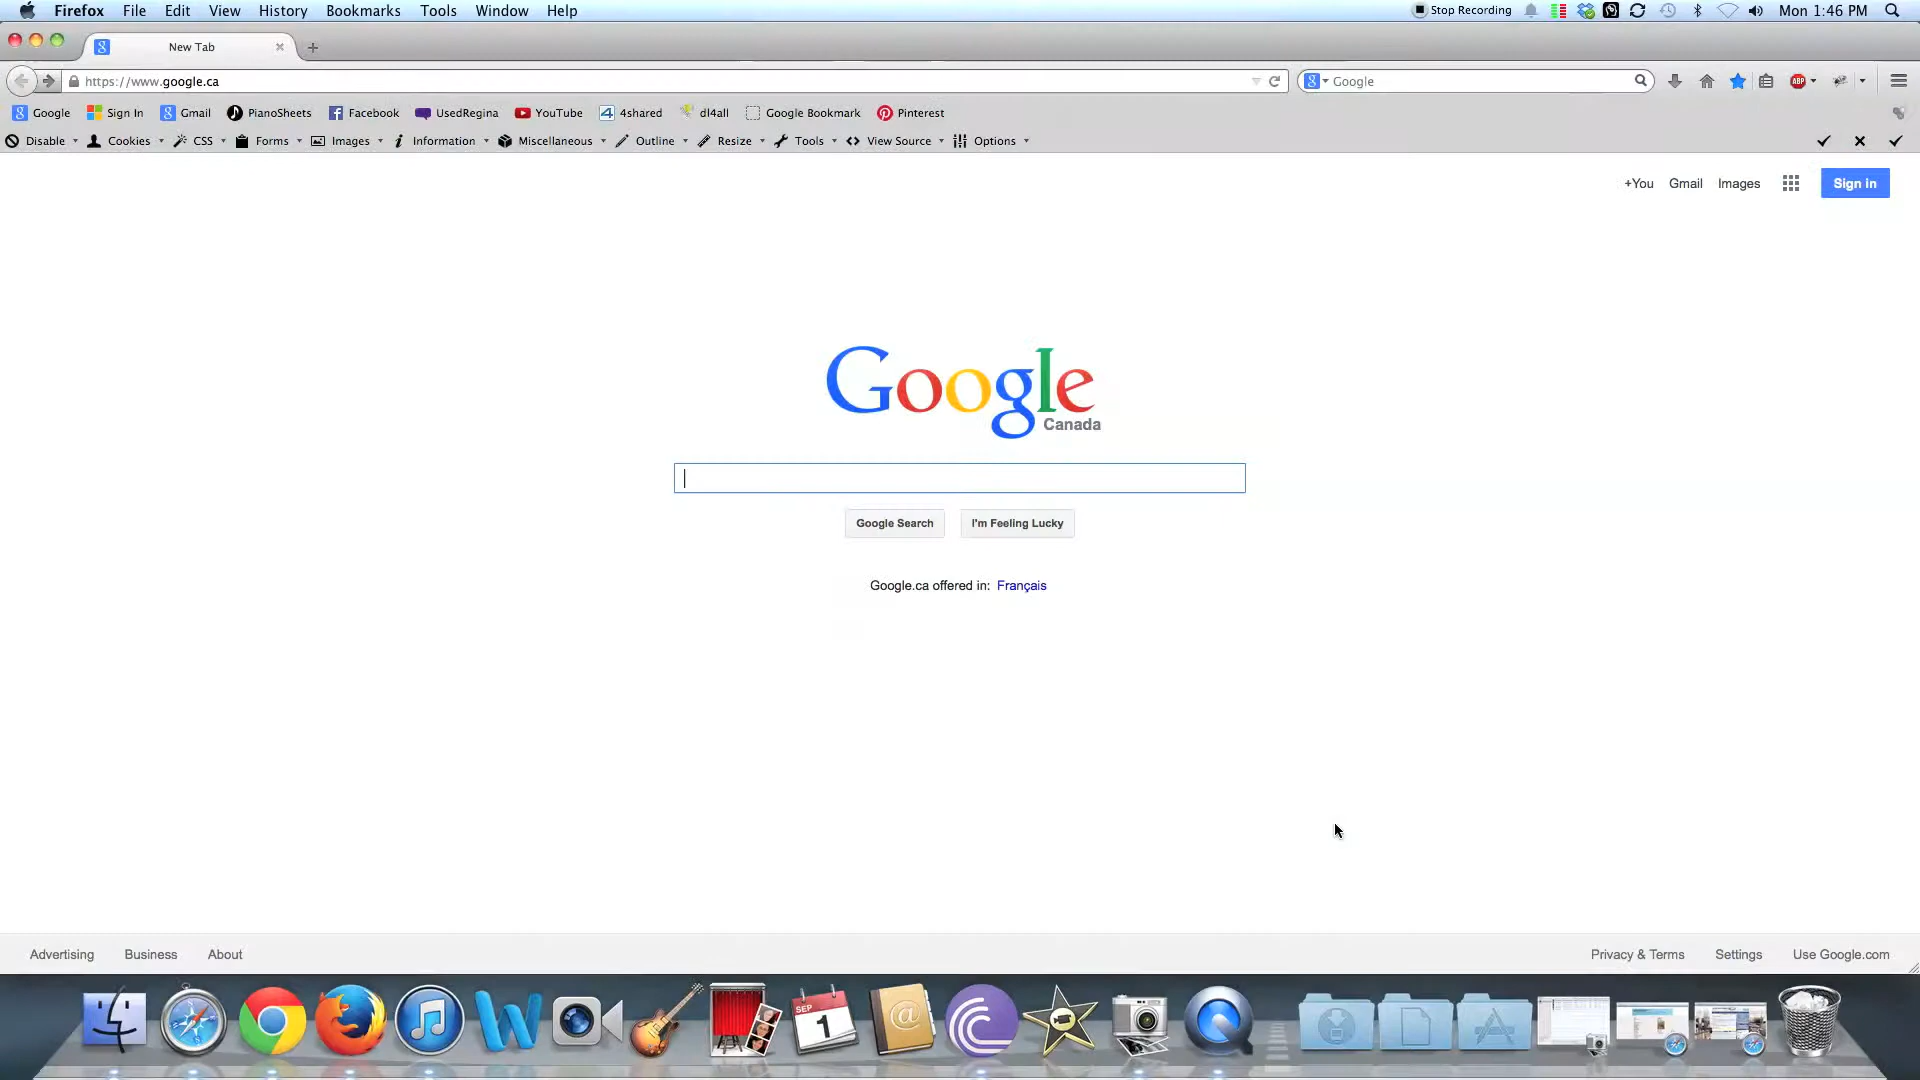 Firefox File Edit View History Bookmarks Tools Window Help Stop Recording Mon 1:46 PM
New Tab
https://www.google.ca Google ABP
Google Sign In Gmail PianoSheets Facebook UsedRegina YouTube 4shared dl4all Google Bookmark Pinterest
Disable Cookies CSS Forms Images Information Miscellaneous Outline Resize Tools View Source Options
+You Gmail Images Sign in
Google
Canada
Google Search I'm Feeling Lucky
Google.ca offered in: Français
Advertising Business About Privacy & Terms Settings Use Google.com
SEP
1